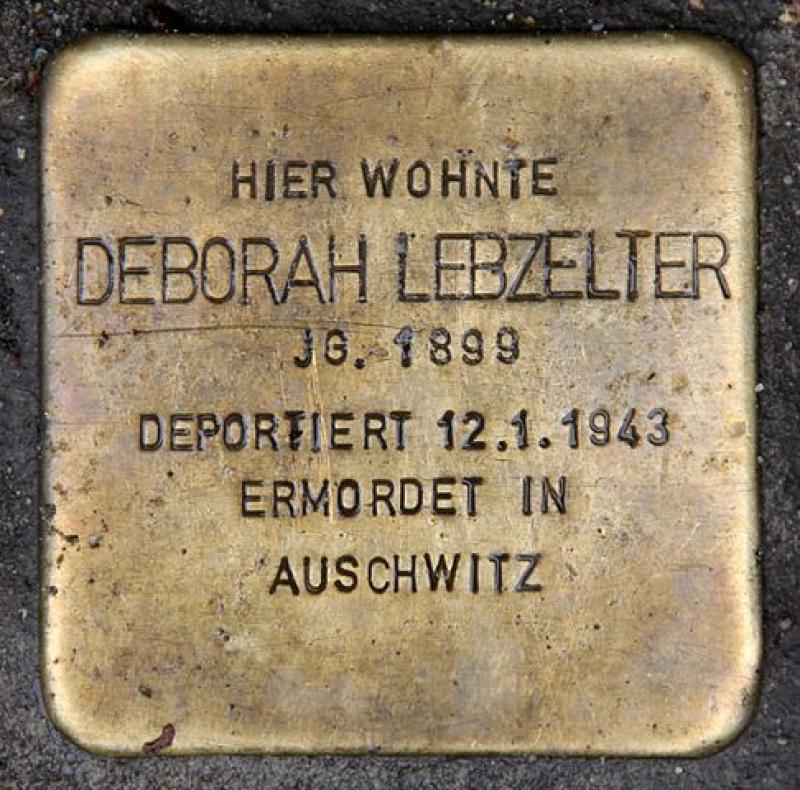 HIER WOHNTE
DEBORAH LEBZELTER
JG. 1899
DEPORTIERT 12.1.1943
ERMORDET IN
AUSCHWITZ